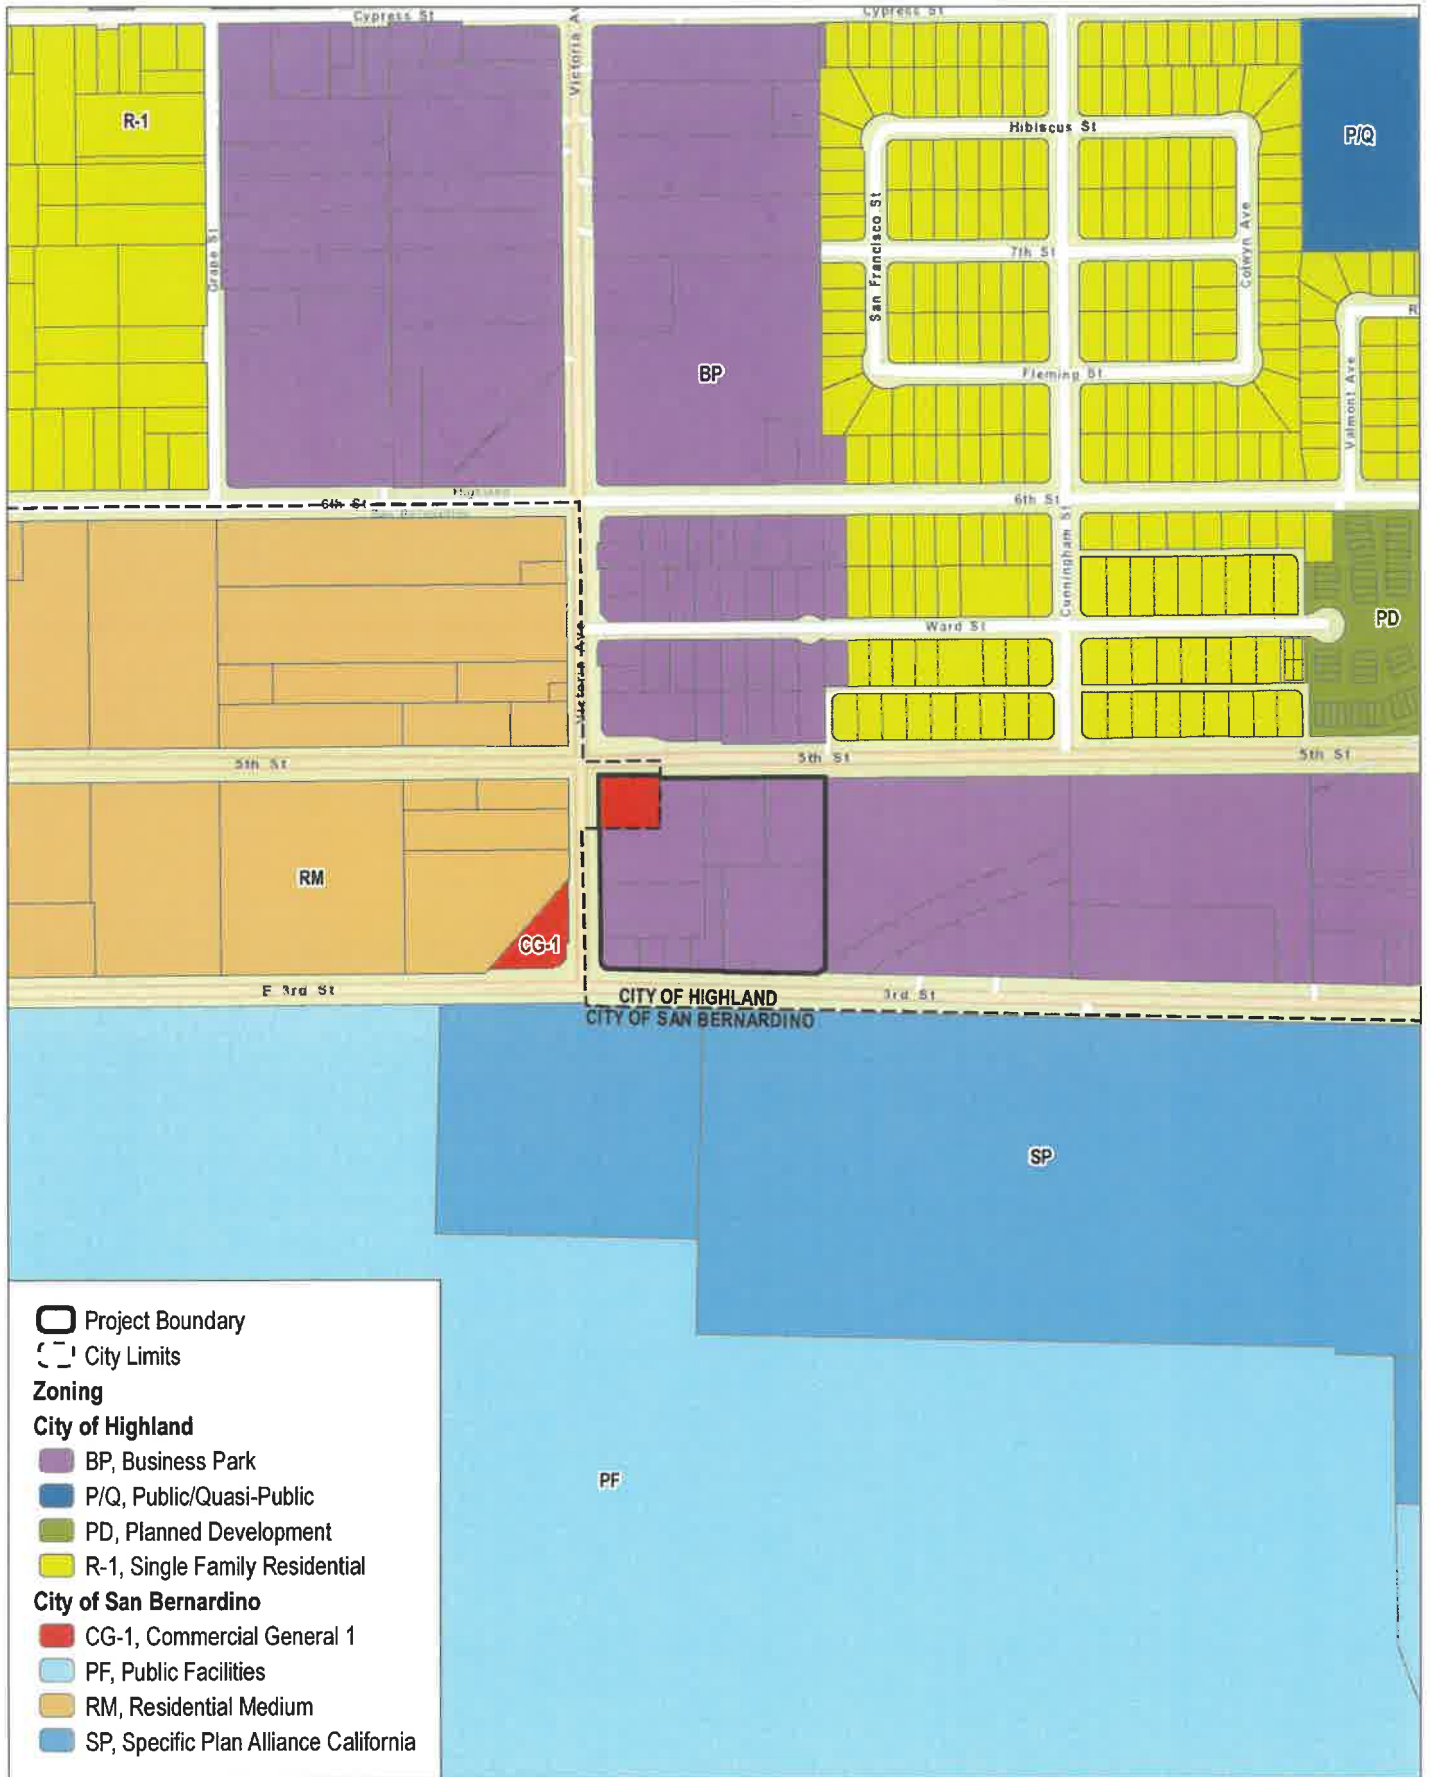 Cypress St
Victoria Av
Cypress St
R-1
P/Q
Hibiscus St
San Francisco St
Colwyn Ave
Grape St
7th St
R
BP
Fleming St
Valmont Ave
Highland
6th St
San Bernardino
6th St
Cunningham St
PD
Ward St
Victoria Ave
5th St
5th St
5th St
RM
CG-1
E 3rd St
CITY OF HIGHLAND
3rd St
CITY OF SAN BERNARDINO
SP
PF
Project Boundary
City Limits
Zoning
City of Highland
BP, Business Park
P/Q, Public/Quasi-Public
PD, Planned Development
R-1, Single Family Residential
City of San Bernardino
CG-1, Commercial General 1
PF, Public Facilities
RM, Residential Medium
SP, Specific Plan Alliance California